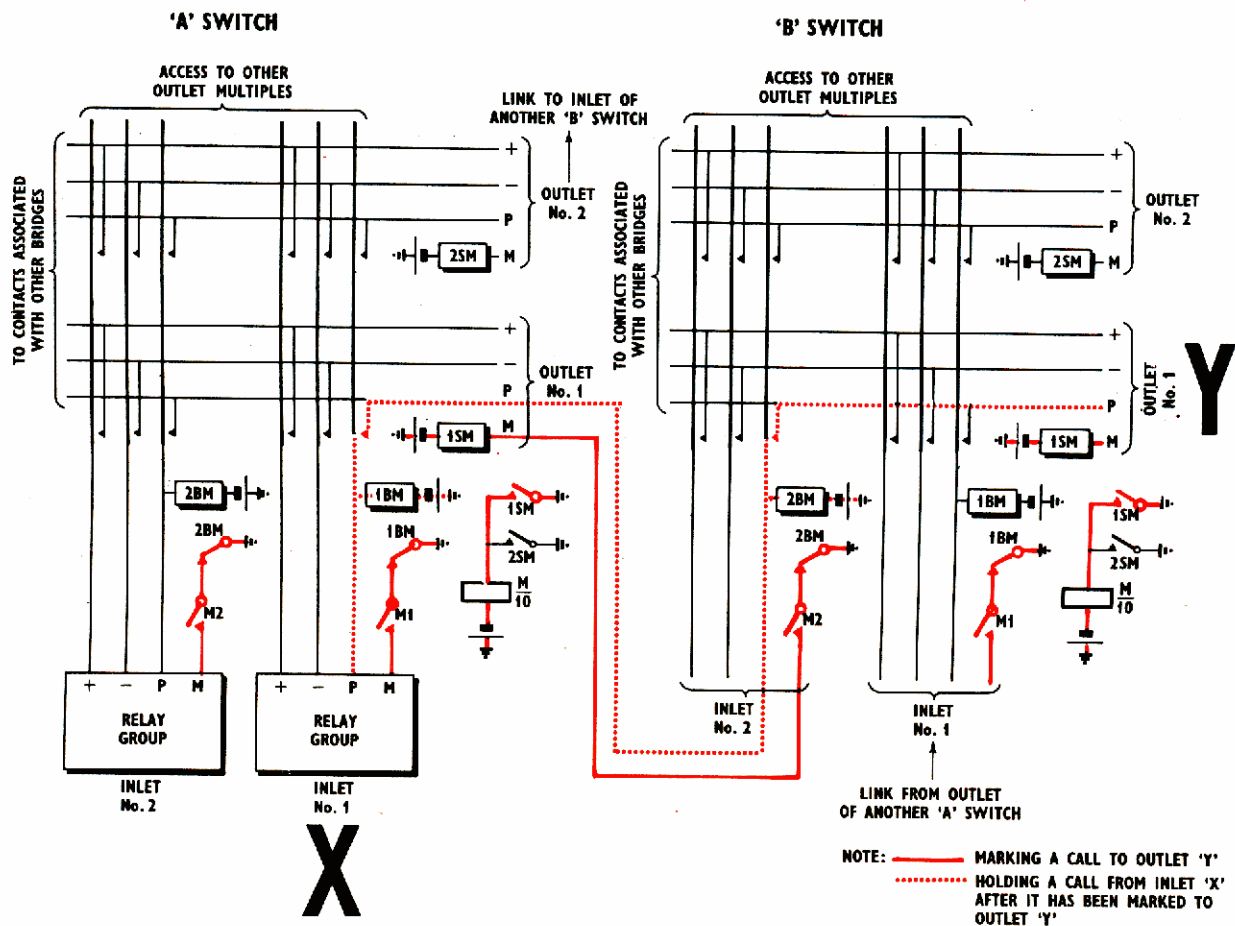 'A' SWITCH
'B' SWITCH
ACCESS TO OTHER
OUTLET MULTIPLES
LINK TO INLET OF
ANOTHER 'B' SWITCH
ACCESS TO OTHER
OUTLET MULTIPLES
TO CONTACTS ASSOCIATED
WITH OTHER BRIDGES
+
−
P
2SM
M
OUTLET
No. 2
+
−
P
1SM
M
OUTLET
No. 1
TO CONTACTS ASSOCIATED
WITH OTHER BRIDGES
+
−
P
2SM
M
OUTLET
No. 2
+
−
P
1SM
M
OUTLET
No. 1
Y
2BM
2BM
M2
1BM
1BM
M1
1SM
2SM
M
10
2BM
2BM
M2
1BM
1BM
M1
1SM
2SM
M
10
+ − P M
RELAY
GROUP
INLET
No. 2
+ − P M
RELAY
GROUP
INLET
No. 1
X
INLET
No. 2
INLET
No. 1
LINK FROM OUTLET
OF ANOTHER 'A' SWITCH
NOTE: MARKING A CALL TO OUTLET 'Y'
HOLDING A CALL FROM INLET 'X'
AFTER IT HAS BEEN MARKED TO
OUTLET 'Y'